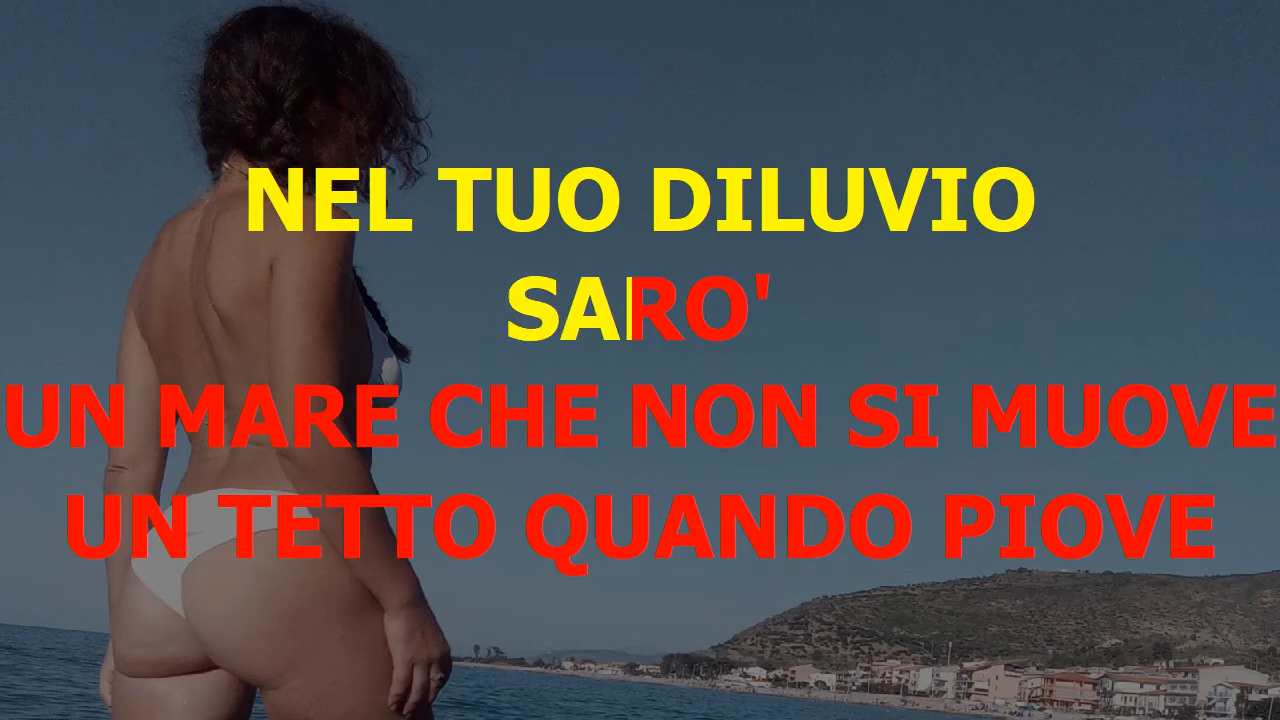 NEL TUO DILUVIO
SARO'
UN MARE CHE NON SI MUOVE
UN TETTO QUANDO PIOVE